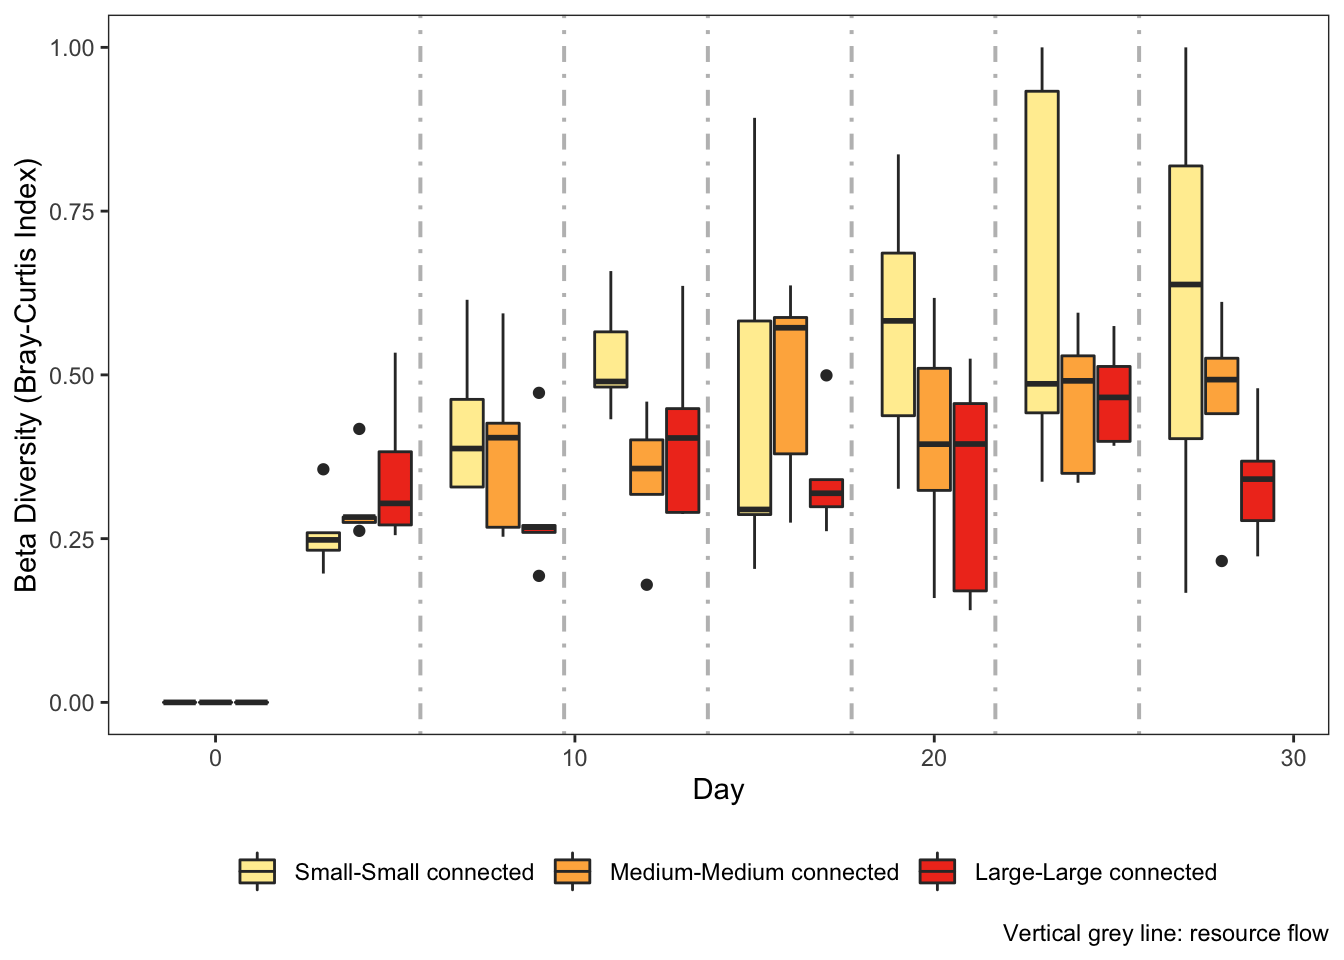 Beta Diversity (Bray-Curtis Index)
1.00
0.75
0.50
0.25
0.00
0 10 20 30
Day
Small-Small connected Medium-Medium connected Large-Large connected
Vertical grey line: resource flow